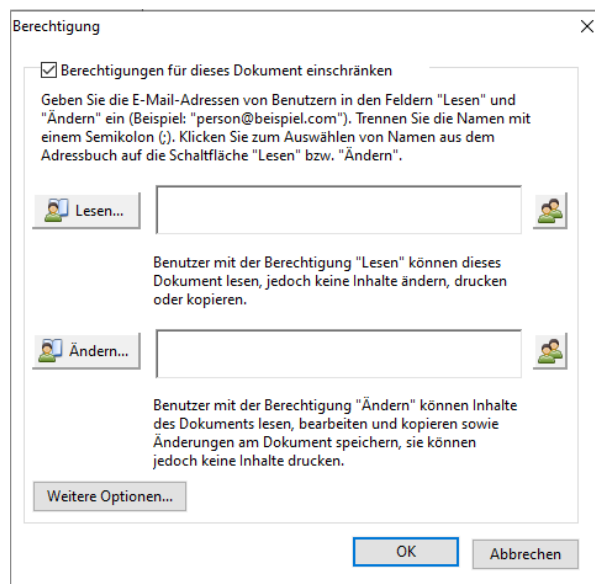 Berechtigung
Berechtigungen für dieses Dokument einschränken
Geben Sie die E-Mail-Adressen von Benutzern in den Feldern "Lesen" und
"Ändern" ein (Beispiel: "person@beispiel.com"). Trennen Sie die Namen mit
einem Semikolon (;). Klicken Sie zum Auswählen von Namen aus dem
Adressbuch auf die Schaltfläche "Lesen" bzw. "Ändern".
Lesen...
Benutzer mit der Berechtigung "Lesen" können dieses
Dokument lesen, jedoch keine Inhalte ändern, drucken
oder kopieren.
Ändern...
Benutzer mit der Berechtigung "Ändern" können Inhalte
des Dokuments lesen, bearbeiten und kopieren sowie
Änderungen am Dokument speichern, sie können
jedoch keine Inhalte drucken.
Weitere Optionen...
OK
Abbrechen